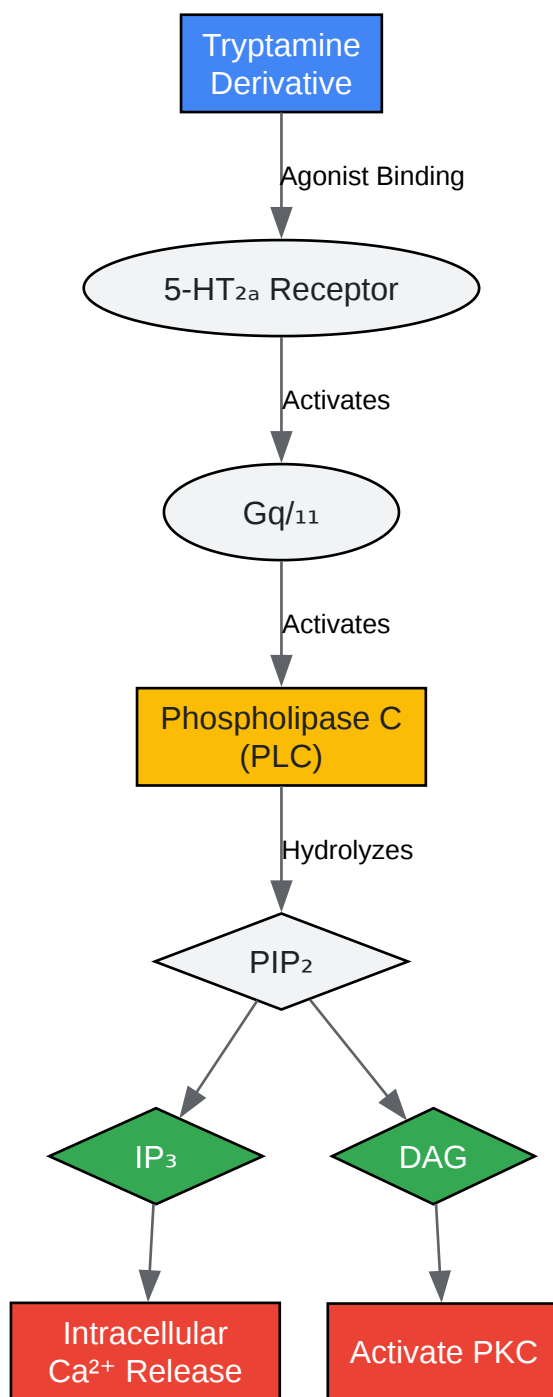 Tryptamine
Derivative
Agonist Binding
5-HT₂ₐ Receptor
Activates
Gq/₁₁
Activates
Phospholipase C
(PLC)
Hydrolyzes
PIP₂
IP₃
DAG
Intracellular
Ca²⁺ Release
Activate PKC